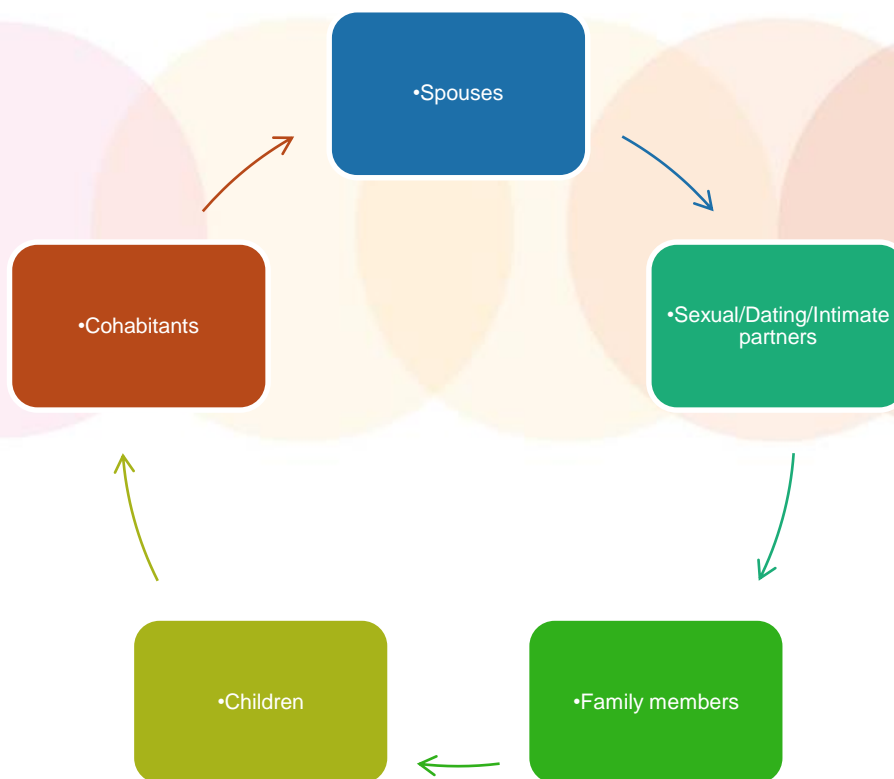 •Spouses
•Sexual/Dating/Intimate
partners
•Family members
•Children
•Cohabitants